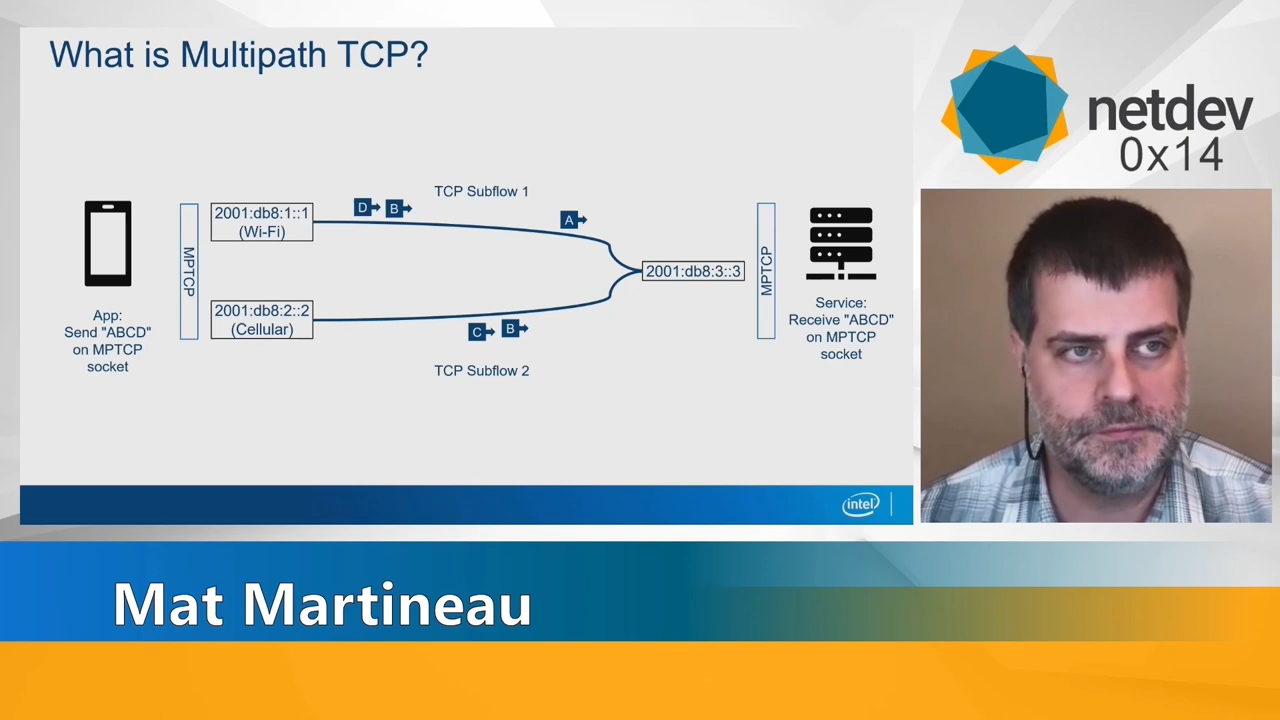 What is Multipath TCP?
netdev
0x14
TCP Subflow 1
D
B
A
2001:db8:1::1
(Wi-Fi)
MPTCP
2001:db8:3::3
MPTCP
2001:db8:2::2
(Cellular)
C
B
TCP Subflow 2
App:
Send "ABCD"
on MPTCP
socket
Service:
Receive "ABCD"
on MPTCP
socket
intel
Mat Martineau